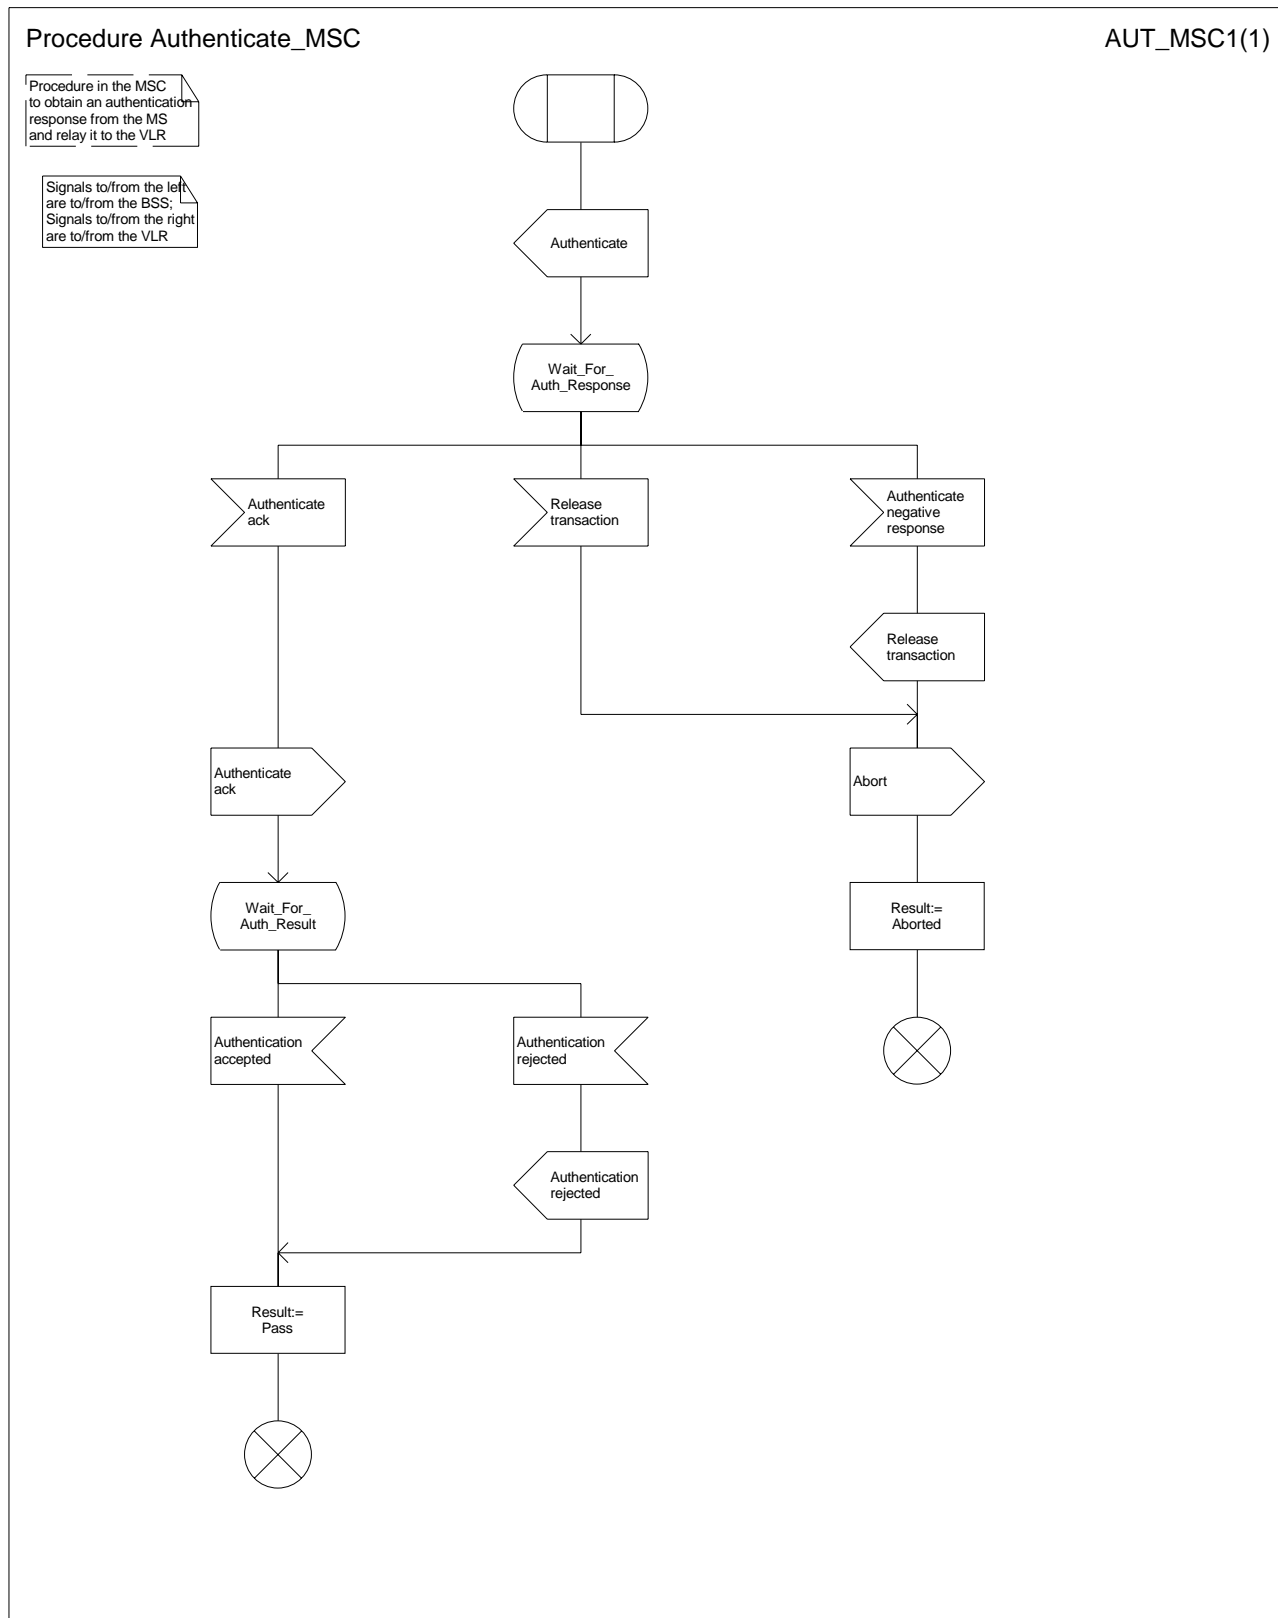 Procedure Authenticate_MSC
AUT_MSC1(1)
Procedure in the MSC
to obtain an authentication
response from the MS
and relay it to the VLR
Signals to/from the left
are to/from the BSS;
Signals to/from the right
are to/from the VLR
Authenticate
Wait_For_
Auth_Response
Authenticate
ack
Release
transaction
Authenticate
negative
response
Release
transaction
Authenticate
ack
Abort
Wait_For_
Auth_Result
Result:=
Aborted
Authentication
accepted
Authentication
rejected
Authentication
rejected
Result:=
Pass